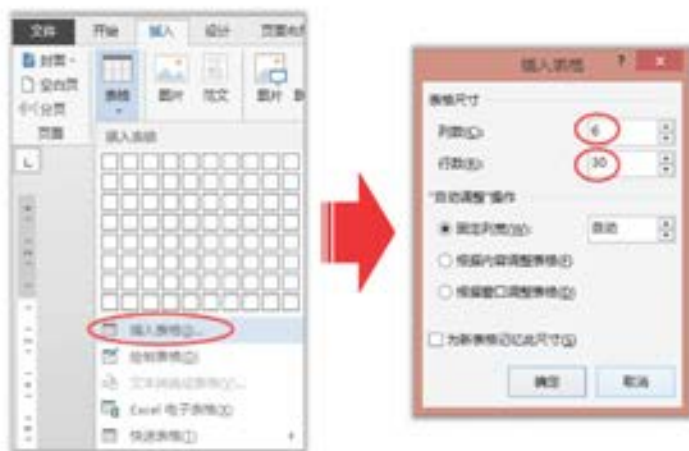 文件 开始 插入 设计 页面布
封面
空白页
分页
页面
表格
图片
图片
插入表格
插入表格(I)...
绘制表格(D)
文本转换成表格(V)...
Excel 电子表格(X)
快速表格(T)
插入表格 ?
表格尺寸
列数(C): 6
行数(R): 30
"自动调整"操作
固定列宽(W): 自动
根据内容调整表格(F)
根据窗口调整表格(D)
为新表格记忆此尺寸(S)
确定 取消